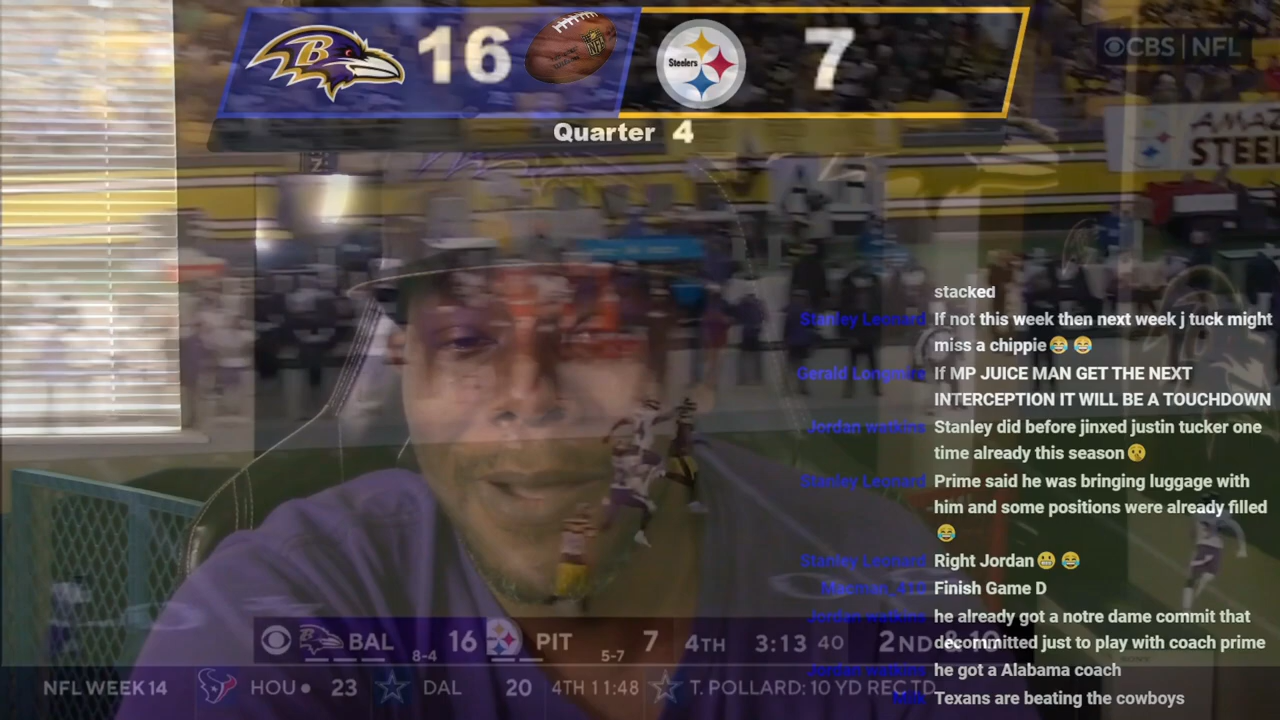 16
Steelers
7
CBS | NFL
Quarter 4
AMAZ
STEEL
stacked
Stanley Leonard If not this week then next week j tuck might
miss a chippie😂 😂
Gerald Longmire If MP JUICE MAN GET THE NEXT
INTERCEPTION IT WILL BE A TOUCHDOWN
Jordan watkins Stanley did before jinxed justin tucker one
time already this season🤫
Stanley Leonard Prime said he was bringing luggage with
him and some positions were already filled
😂
Stanley Leonard Right Jordan😬 😂
Finish Game D
Jordan watkins he already got a notre dame commit that
decommitted just to play with coach prime
Jordan watkins he got a Alabama coach
Texans are beating the cowboys
BAL 8-4 16 PIT 5-7 7 4TH 3:13 40 2ND & 10
NFL WEEK 14 HOU 23 DAL 20 4TH 11:48 T. POLLARD: 10 YD REC TD